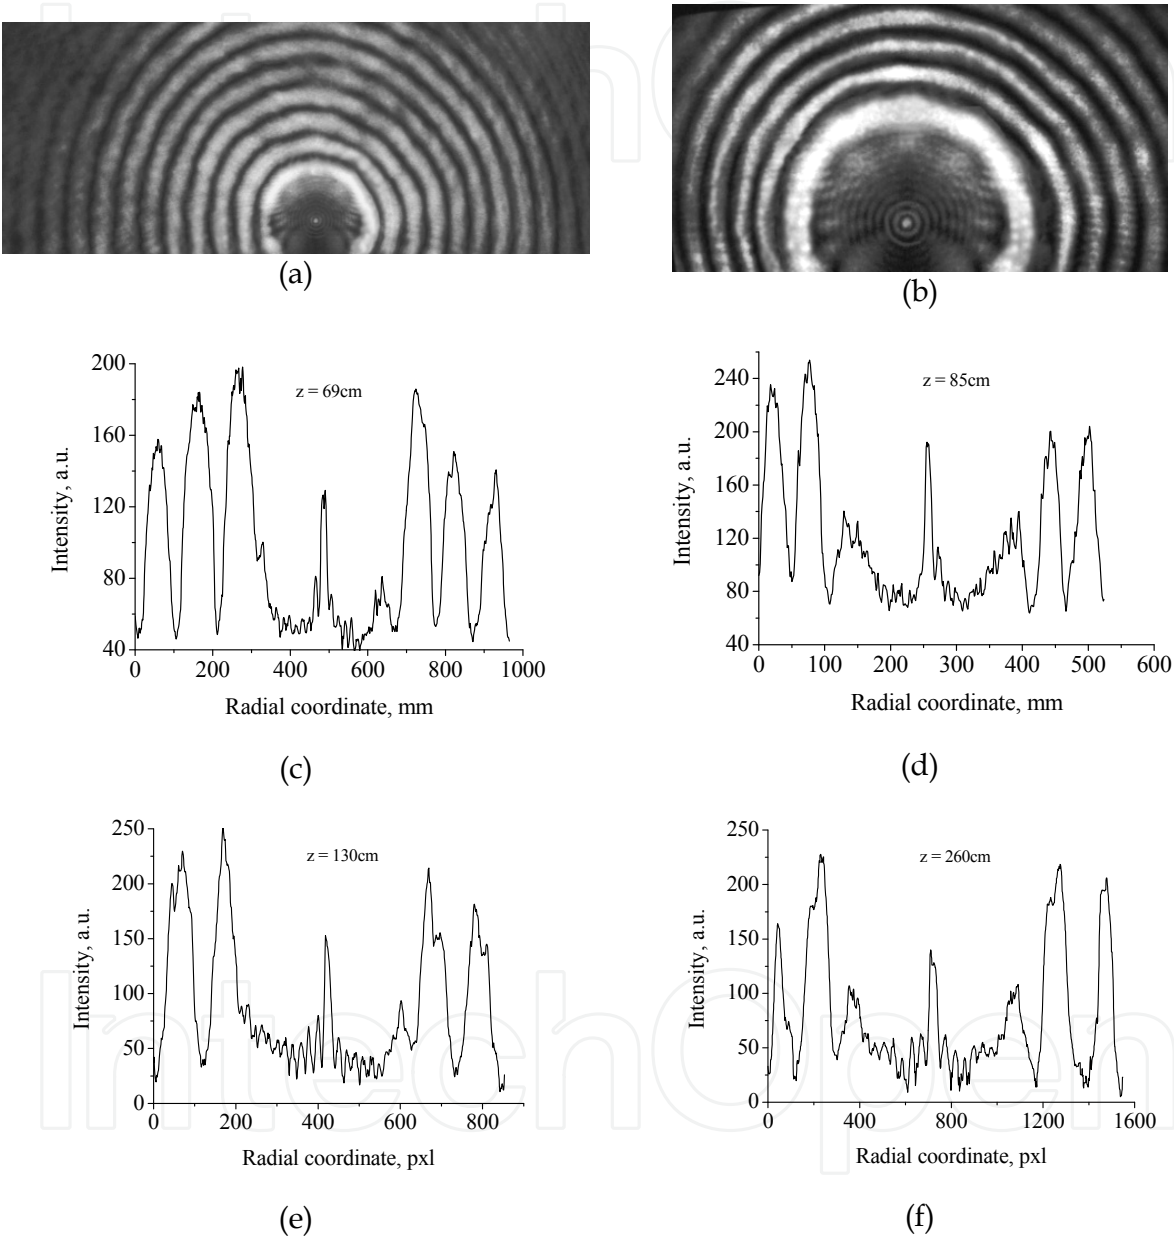 (a)
(b)
200
160
120
80
40
0
200
400
600
800
1000
Intensity, a.u.
z = 69cm
Radial coordinate, mm
(c)
240
200
160
120
80
40
0
100
200
300
400
500
600
Intensity, a.u.
z = 85cm
Radial coordinate, mm
(d)
250
200
150
100
50
0
0
200
400
600
800
Intensity, a.u.
z = 130cm
Radial coordinate, pxl
(e)
250
200
150
100
50
0
0
400
800
1200
1600
Intensity, a.u.
z = 260cm
Radial coordinate, pxl
(f)
IntechOpen